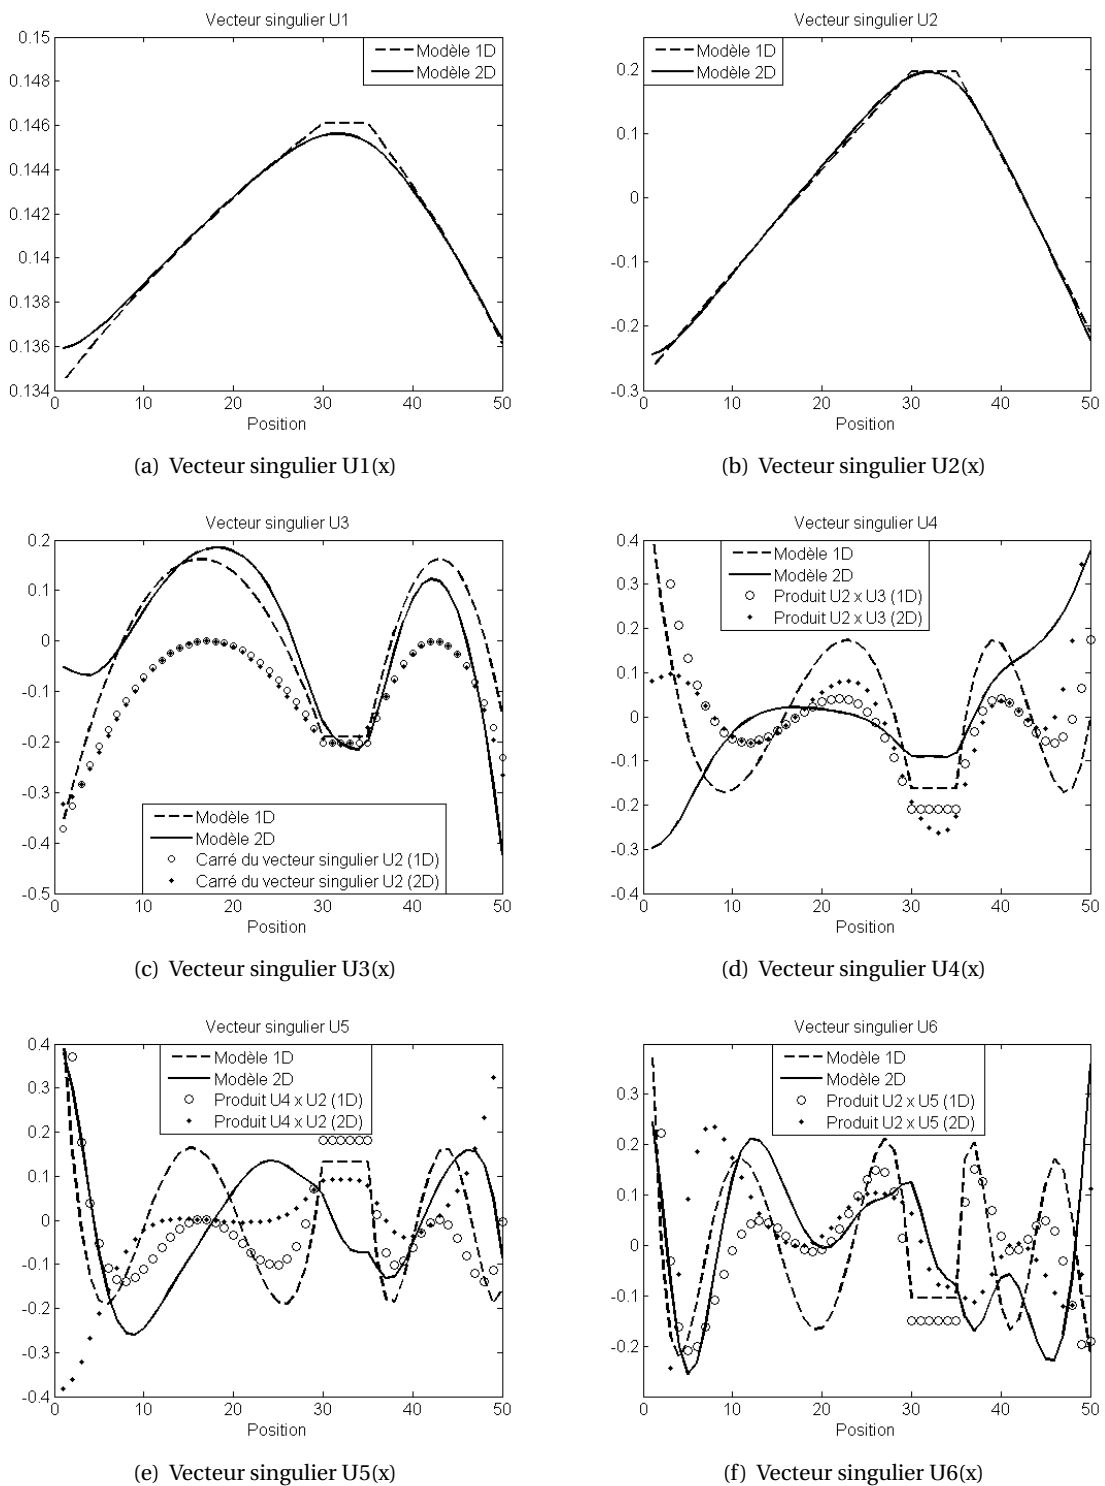 Vecteur singulier U1
0.15
0.148
0.146
0.144
0.142
0.14
0.138
0.136
0.134
0 10 20 30 40 50
Position
Modèle 1D
Modèle 2D
(a) Vecteur singulier U1(x)
Vecteur singulier U2
0.2
0.1
0
-0.1
-0.2
-0.3
0 10 20 30 40 50
Position
Modèle 1D
Modèle 2D
(b) Vecteur singulier U2(x)
Vecteur singulier U3
0.2
0.1
0
-0.1
-0.2
-0.3
-0.4
-0.5
0 10 20 30 40 50
Position
Modèle 1D
Modèle 2D
Carré du vecteur singulier U2 (1D)
Carré du vecteur singulier U2 (2D)
(c) Vecteur singulier U3(x)
Vecteur singulier U4
0.4
0.3
0.2
0.1
0
-0.1
-0.2
-0.3
-0.4
0 10 20 30 40 50
Position
Modèle 1D
Modèle 2D
Produit U2 x U3 (1D)
Produit U2 x U3 (2D)
(d) Vecteur singulier U4(x)
Vecteur singulier U5
0.4
0.3
0.2
0.1
0
-0.1
-0.2
-0.3
-0.4
0 10 20 30 40 50
Position
Modèle 1D
Modèle 2D
Produit U4 x U2 (1D)
Produit U4 x U2 (2D)
(e) Vecteur singulier U5(x)
Vecteur singulier U6
0.3
0.2
0.1
0
-0.1
-0.2
0 10 20 30 40 50
Position
Modèle 1D
Modèle 2D
Produit U2 x U5 (1D)
Produit U2 x U5 (2D)
(f) Vecteur singulier U6(x)